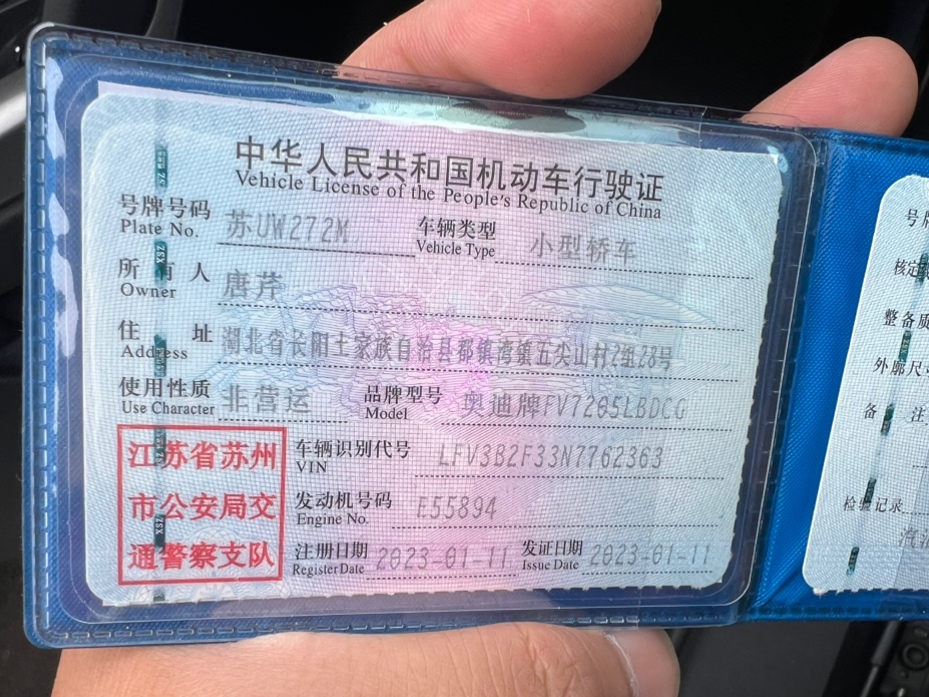 中华人民共和国机动车行驶证
Vehicle License of the People's Republic of China
号牌号码 苏UW272M 车辆类型 小型轿车
Plate No. Vehicle Type
所有人 唐芹
Owner
住址 湖北省长阳土家族自治县都镇湾镇五尖山村2组28号
Address
使用性质 非营运 品牌型号 奥迪牌FV7205LBDCG
Use Character Model
江苏省苏州
市公安局交
通警察支队
车辆识别代号 LFV3B2F33N7762363
VIN
发动机号码 E55894
Engine No.
注册日期 2023-01-11 发证日期 2023-01-11
Register Date Issue Date
号牌
核定
整备质
外廓尺
备注
检验记录
汽油